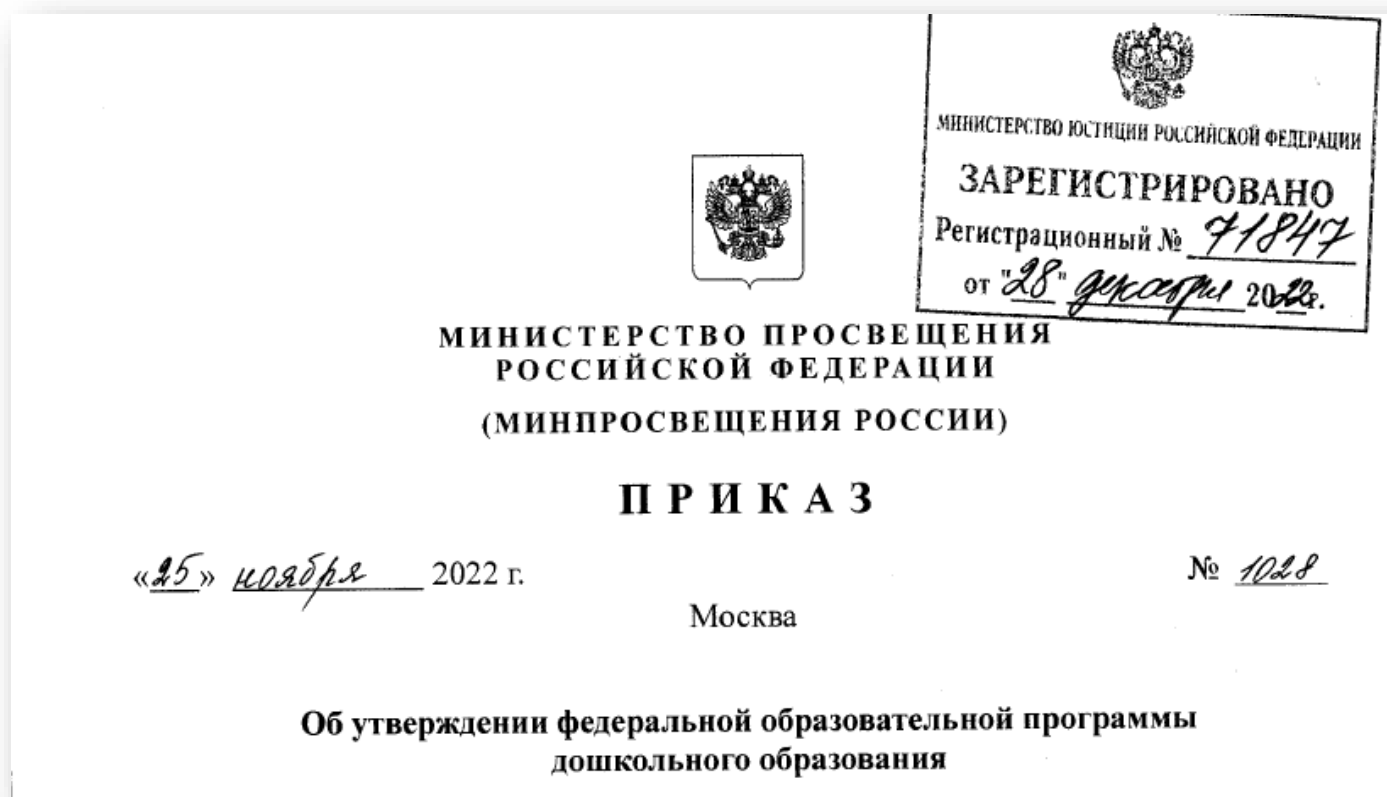 МИНИСТЕРСТВО ЮСТИЦИИ РОССИЙСКОЙ ФЕДЕРАЦИИ
ЗАРЕГИСТРИРОВАНО
Регистрационный № 71847
от "28" декабря 2022г.
МИНИСТЕРСТВО ПРОСВЕЩЕНИЯ
РОССИЙСКОЙ ФЕДЕРАЦИИ
(МИНПРОСВЕЩЕНИЯ РОССИИ)
ПРИКАЗ
«25» ноября 2022 г.
№ 1028
Москва
Об утверждении федеральной образовательной программы
дошкольного образования